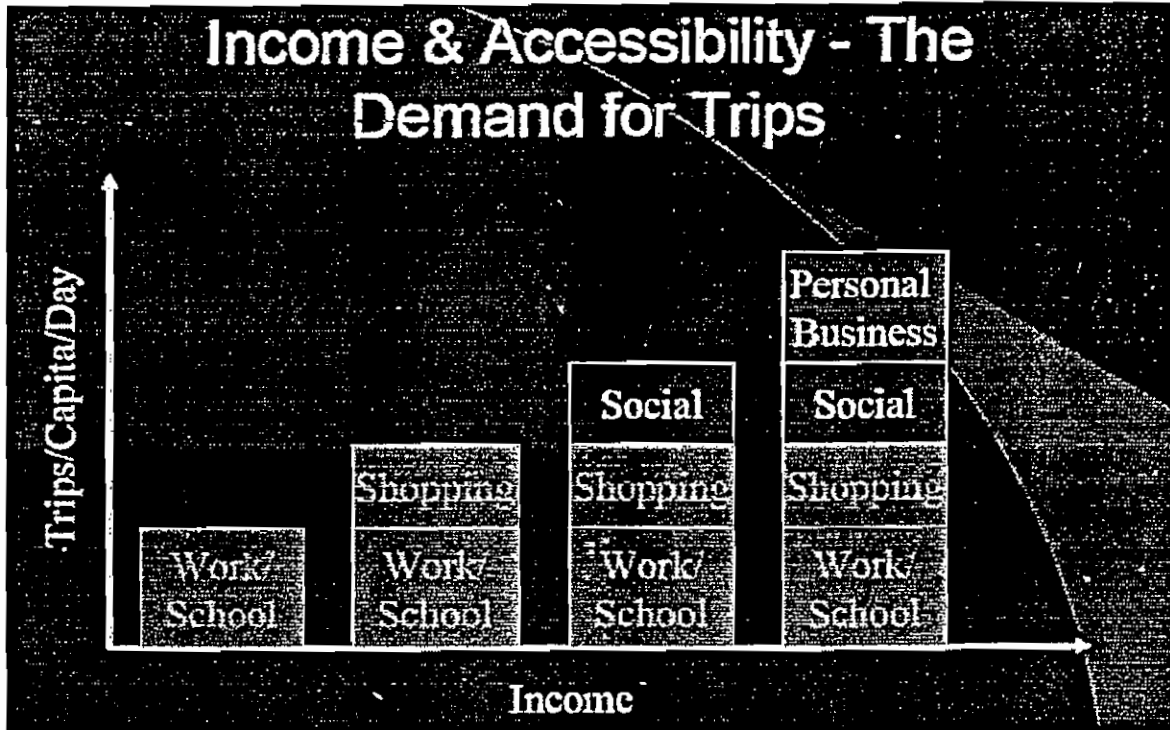 Income & Accessibility - The
Demand for Trips
Trips/Capita/Day
Personal
Business
Social
Social
Shopping
Shopping
Shopping
Work/
School
Work/
School
Work/
School
Work/
School
Income